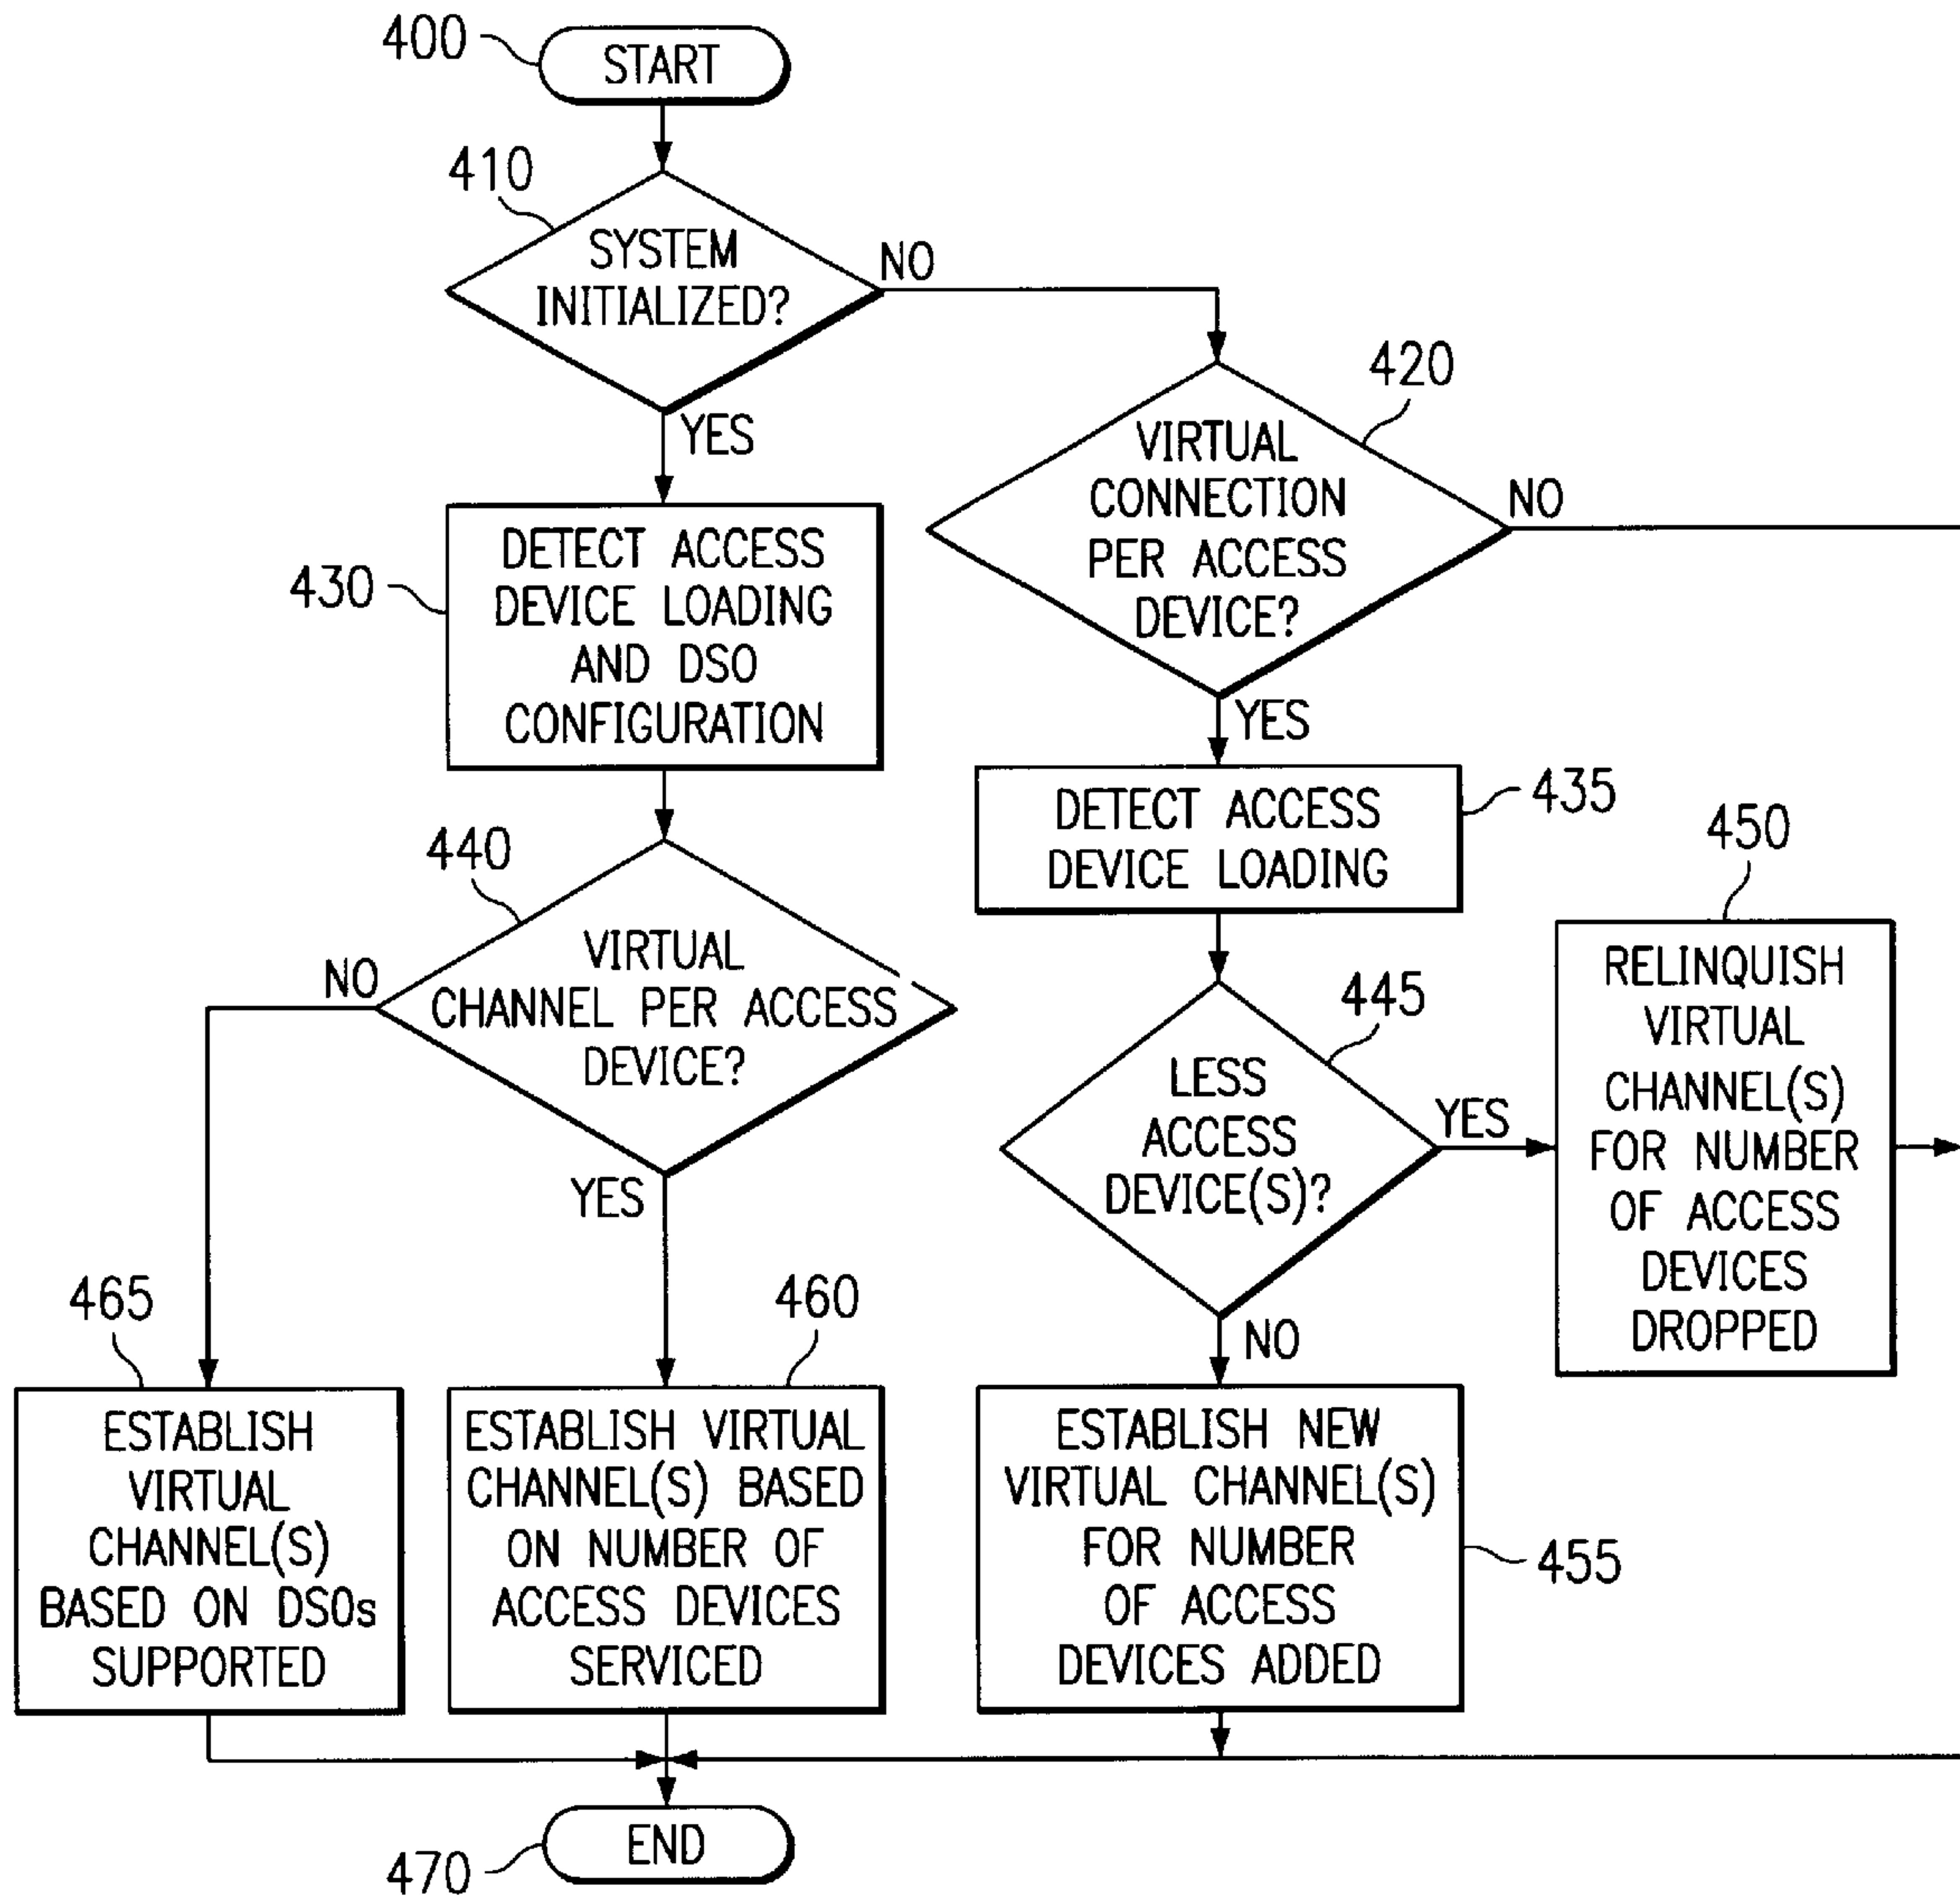 400
START
410
SYSTEM
INITIALIZED?
NO
YES
420
VIRTUAL
CONNECTION
PER ACCESS
DEVICE?
NO
YES
430
DETECT ACCESS
DEVICE LOADING
AND DSO
CONFIGURATION
435
DETECT ACCESS
DEVICE LOADING
440
VIRTUAL
CHANNEL PER ACCESS
DEVICE?
NO
YES
445
LESS
ACCESS
DEVICE(S)?
YES
NO
450
RELINQUISH
VIRTUAL
CHANNEL(S)
FOR NUMBER
OF ACCESS
DEVICES
DROPPED
465
ESTABLISH
VIRTUAL
CHANNEL(S)
BASED ON DSOs
SUPPORTED
460
ESTABLISH VIRTUAL
CHANNEL(S) BASED
ON NUMBER OF
ACCESS DEVICES
SERVICED
455
ESTABLISH NEW
VIRTUAL CHANNEL(S)
FOR NUMBER
OF ACCESS
DEVICES ADDED
470
END